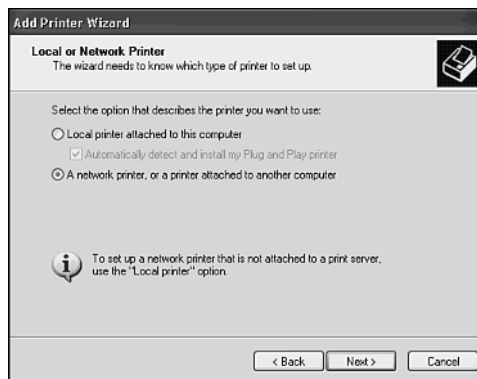 Add Printer Wizard
Local or Network Printer
The wizard needs to know which type of printer to set up.
Select the option that describes the printer you want to use:
Local printer attached to this computer
Automatically detect and install my Plug and Play printer
A network printer, or a printer attached to another computer
To set up a network printer that is not attached to a print server,
use the "Local printer" option.
< Back
Next >
Cancel